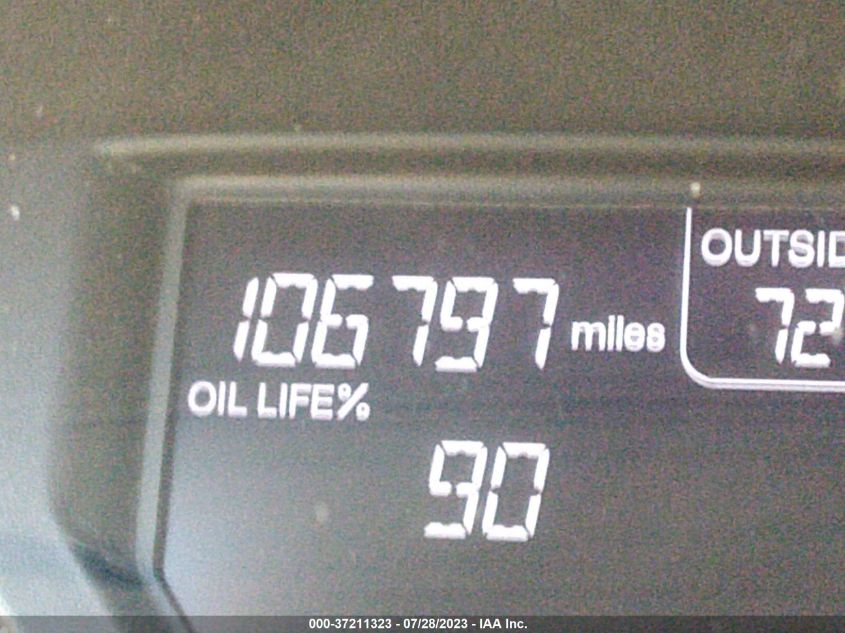 OUTSID
106797 miles
72
OIL LIFE%
90
000-37211323 - 07/28/2023 - IAA Inc.